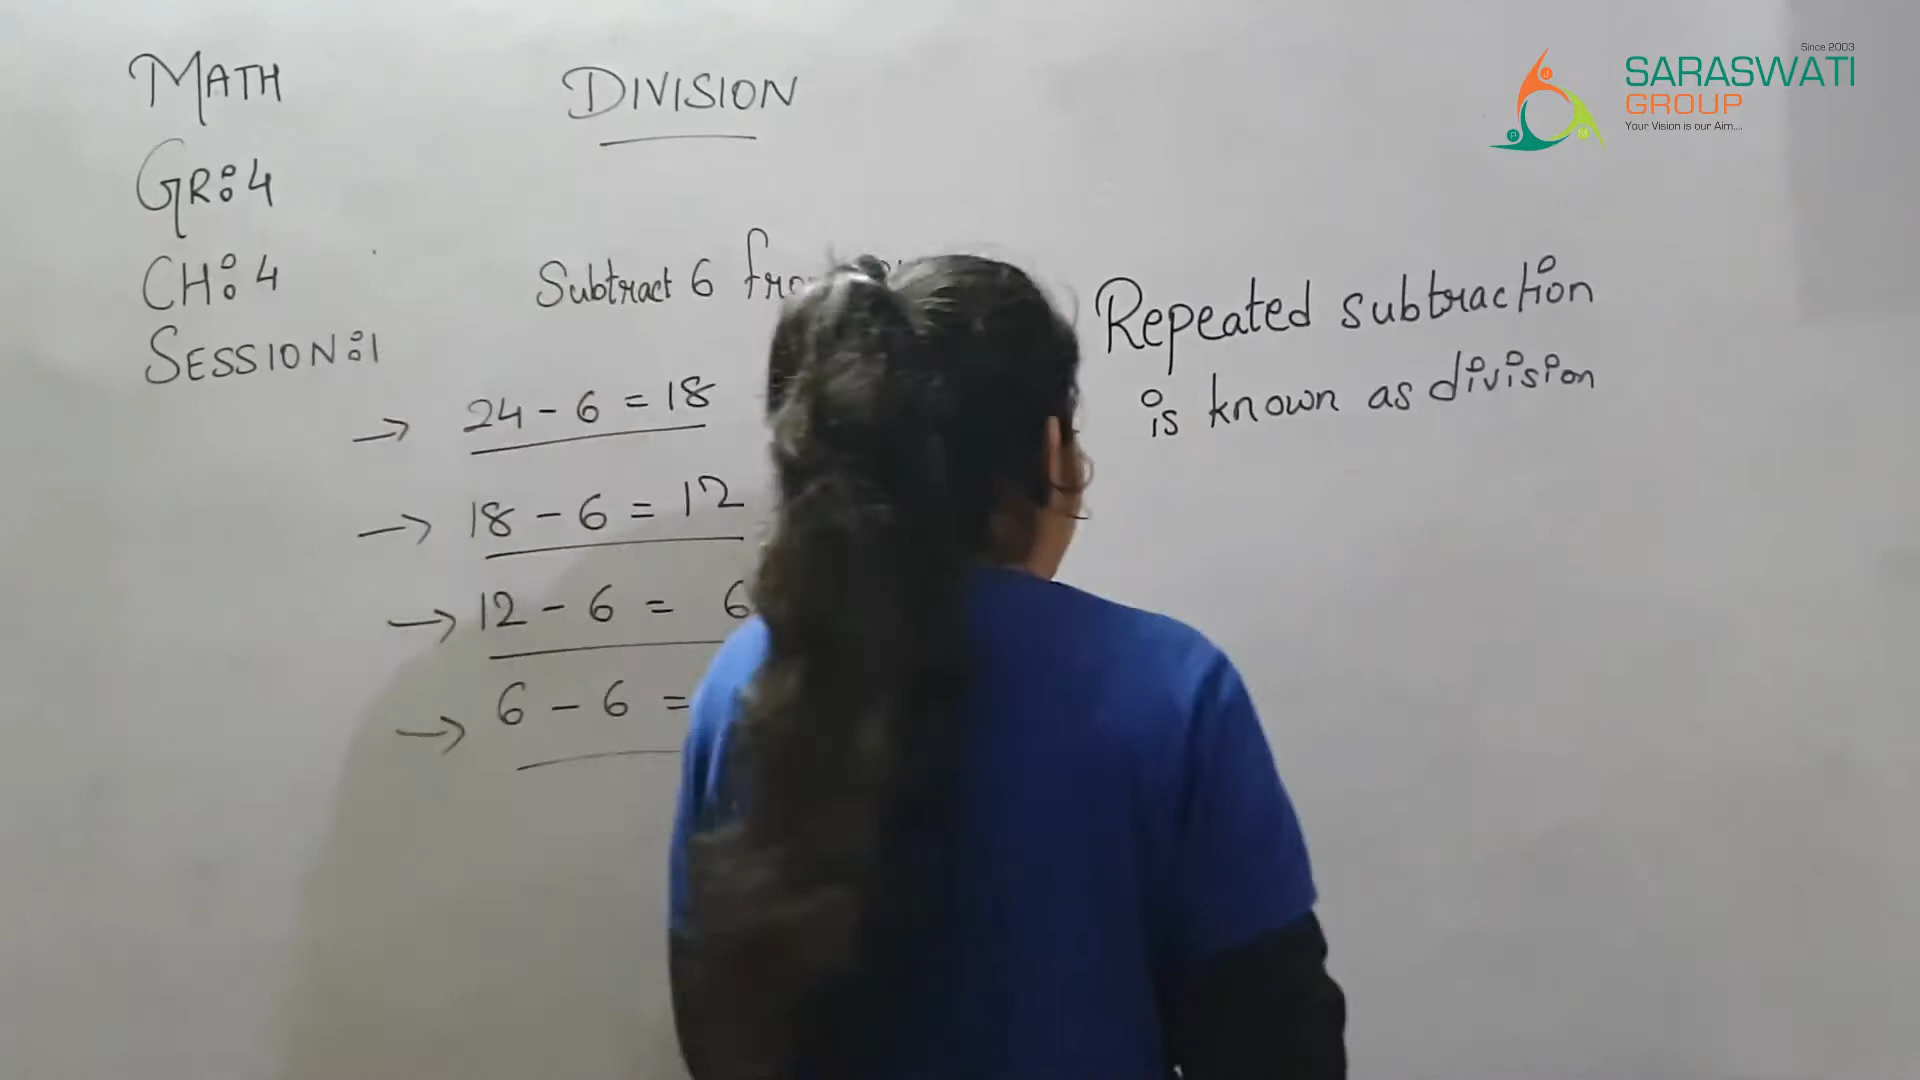 MATH
GR:4
CH:4
SESSION:1
DIVISION
Subtract 6
24 - 6 = 18
18 - 6 = 12
12 - 6 = 6
6 - 6 =
Repeated subtraction
is known as division
Since 2003
SARASWATI
GROUP
Your Vision is our Aim....
J
P
M